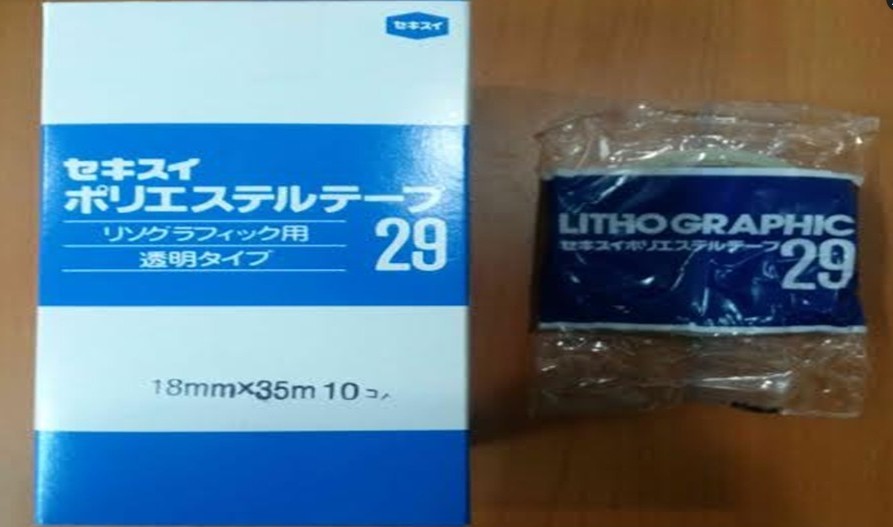 セキスイ
セキスイ
ポリエステルテープ
リソグラフィック用
透明タイプ
29
18mm×35m 10コ入
LITHOGRAPHIC
セキスイポリエステルテープ
29